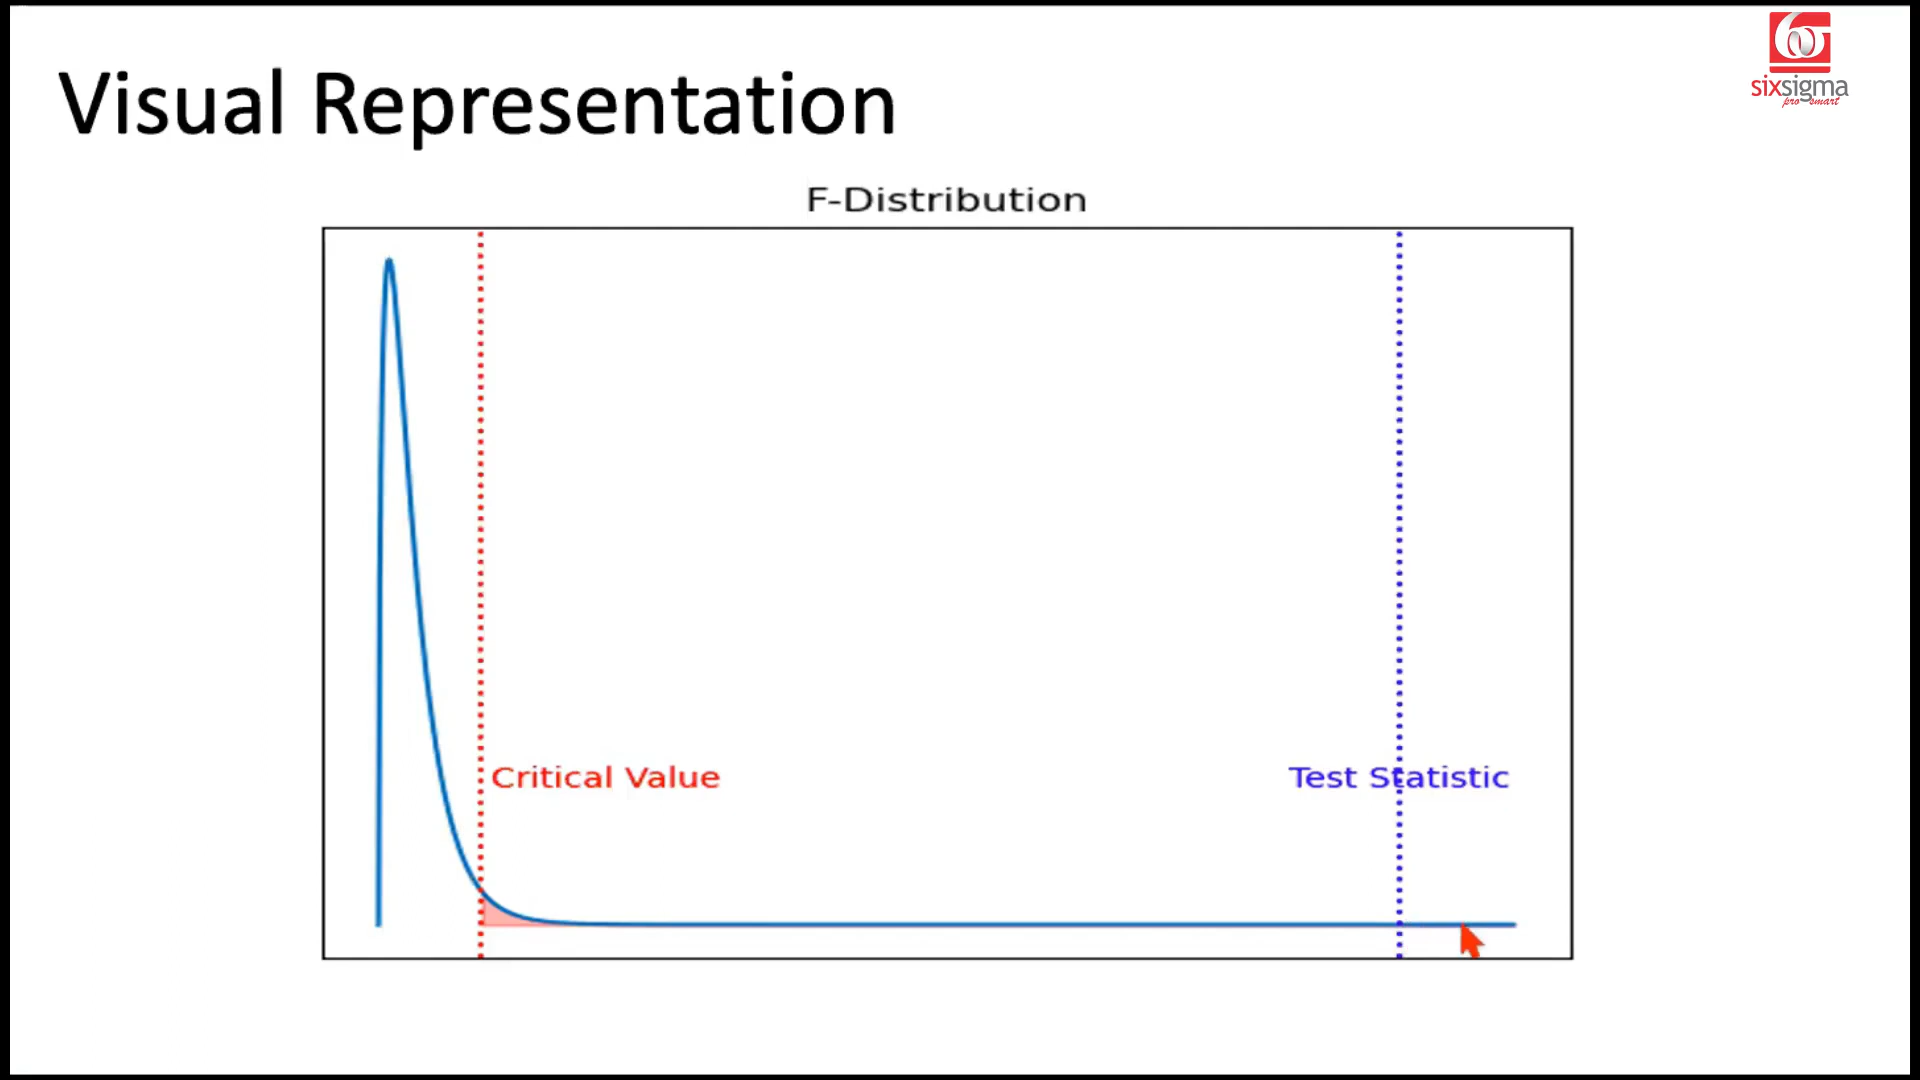 sixsigma
pro smart
Visual Representation
F-Distribution
Critical Value
Test Statistic